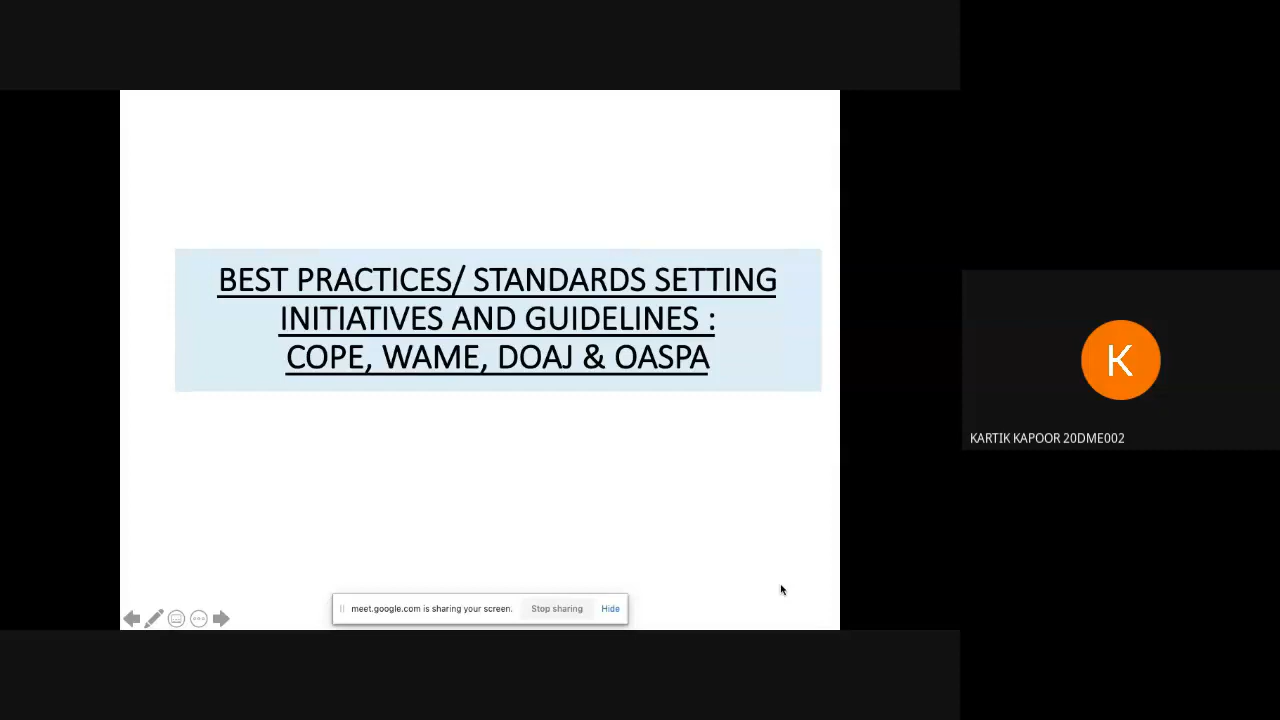 BEST PRACTICES/ STANDARDS SETTING
INITIATIVES AND GUIDELINES :
COPE, WAME, DOAJ & OASPA
K
KARTIK KAPOOR 20DME002
meet.google.com is sharing your screen.
Stop sharing
Hide